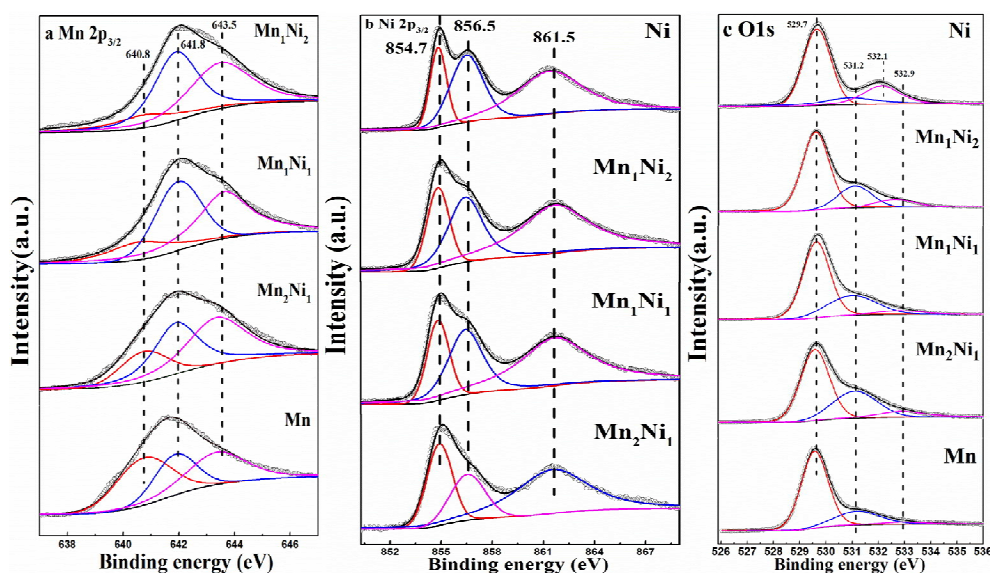 a Mn 2p3/2
640.8
641.8
643.5
Mn1Ni2
Mn1Ni1
Mn2Ni1
Mn
Intensity(a.u.)
638 640 642 644 646
Binding energy (eV)
b Ni 2p3/2
854.7
856.5
861.5
Ni
Mn1Ni2
Mn1Ni1
Mn2Ni1
Intensity (a.u.)
852 855 858 861 864 867
Binding energy (eV)
c O1s
529.7
531.2
532.1
532.9
Ni
Mn1Ni2
Mn1Ni1
Mn2Ni1
Mn
Intensity(a.u.)
526 527 528 529 530 531 532 533 534 535 536
Binding energy (eV)